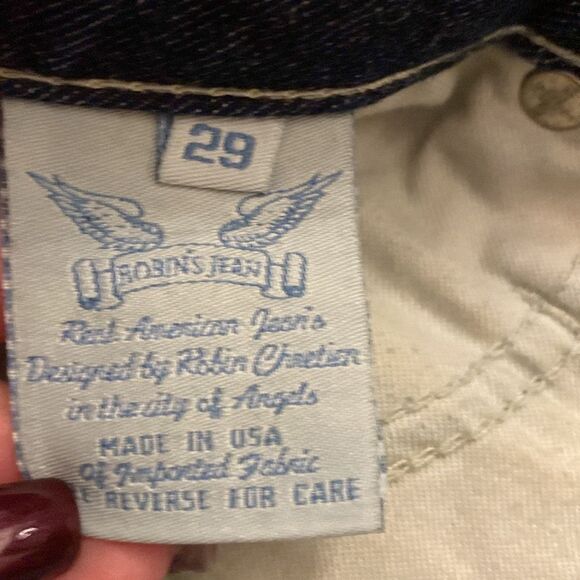 29
ROBIN'S JEAN
Real American Jean's
Designed by Robin Chretien
in the city of Angels
MADE IN USA
Of Imported Fabric
REVERSE FOR CARE